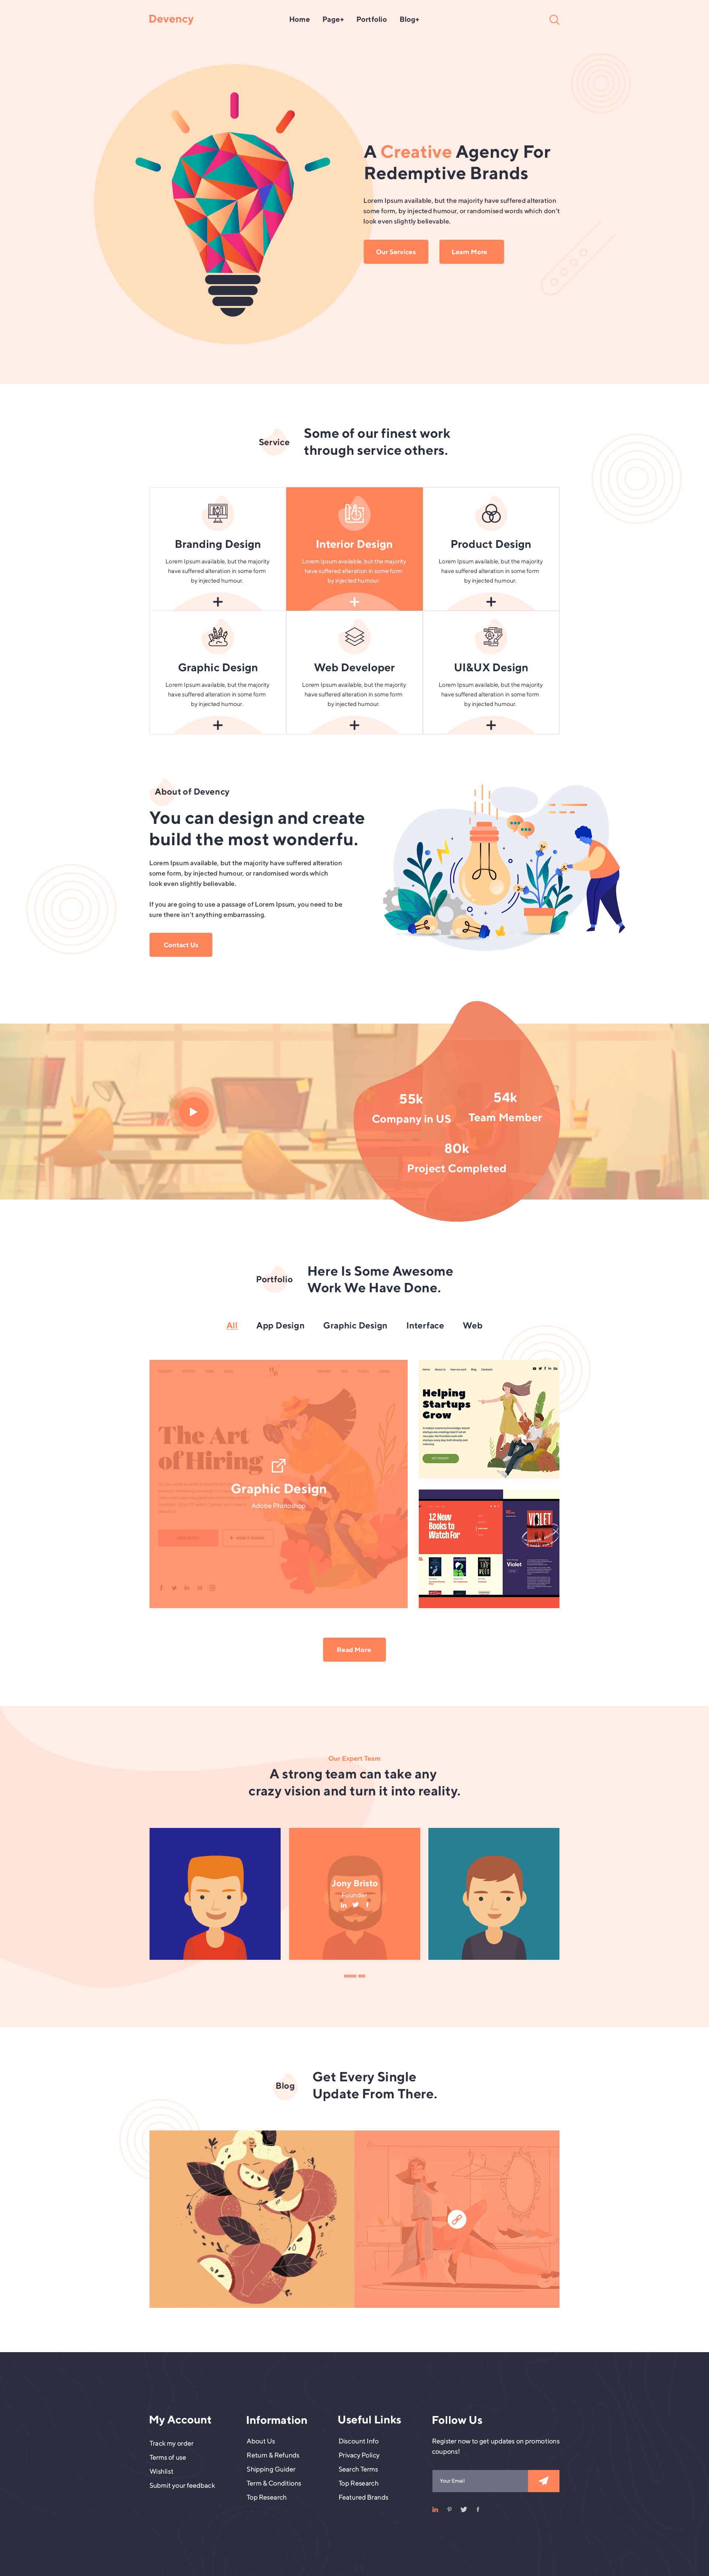 Devency
Home Page+ Portfolio Blog+
A Creative Agency For
Redemptive Brands
Lorem Ipsum available, but the majority have suffered alteration
some form, by injected humour, or randomised words which don't
look even slightly believable.
Our Services
Learn More
Service
Some of our finest work
through service others.
Branding Design
Lorem Ipsum available, but the majority
have suffered alteration in some form
by injected humour.
Interior Design
Lorem Ipsum available, but the majority
have suffered alteration in some form
by injected humour.
Product Design
Lorem Ipsum available, but the majority
have suffered alteration in some form
by injected humour.
Graphic Design
Lorem Ipsum available, but the majority
have suffered alteration in some form
by injected humour.
Web Developer
Lorem Ipsum available, but the majority
have suffered alteration in some form
by injected humour.
UI&UX Design
Lorem Ipsum available, but the majority
have suffered alteration in some form
by injected humour.
About of Devency
You can design and create
build the most wonderfu.
Lorem Ipsum available, but the majority have suffered alteration
some form, by injected humour, or randomised words which
look even slightly believable.
If you are going to use a passage of Lorem Ipsum, you need to be
sure there isn't anything embarrassing.
Contact Us
55k
Company in US
54k
Team Member
80k
Project Completed
Portfolio
Here Is Some Awesome
Work We Have Done.
All App Design Graphic Design Interface Web
The Art
of Hiring
Graphic Design
Adobe Photoshop
Helping
Startups
Grow
12 New
Books to
Watch For
VIOLET
Violet
Read More
Our Expert Team
A strong team can take any
crazy vision and turn it into reality.
Jony Bristo
Founder
Blog
Get Every Single
Update From There.
My Account
Track my order
Terms of use
Wishlist
Submit your feedback
Information
About Us
Return & Refunds
Shipping Guider
Term & Conditions
Top Research
Useful Links
Discount Info
Privacy Policy
Search Terms
Top Research
Featured Brands
Follow Us
Register now to get updates on promotions
coupons!
Your Email